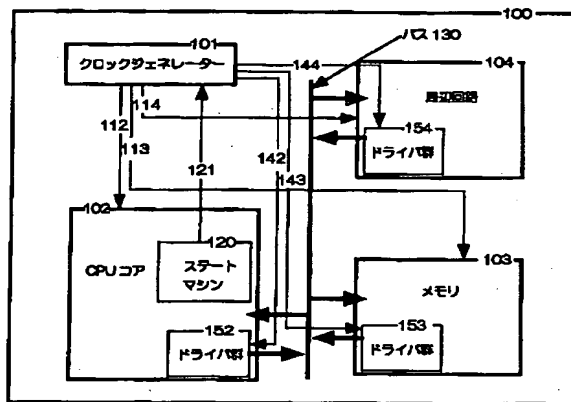 100
101
クロックジェネレーター
バス 130
144
104
周辺回路
114
112
113
154
ドライバ群
121
142
143
102
120
CPUコア
ステート
マシン
103
メモリ
152
ドライバ群
153
ドライバ群